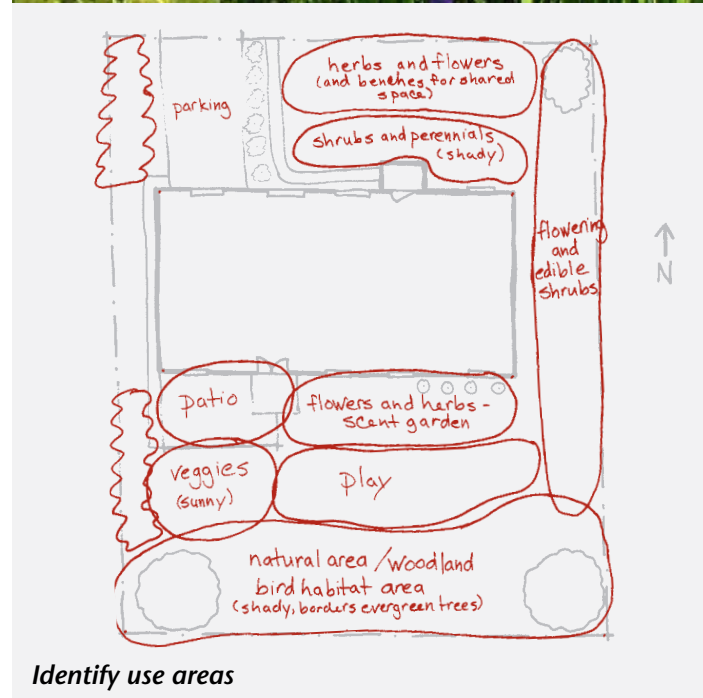 herbs and flowers
(and benches for shared
space)
parking
shrubs and perennials
(shady)
flowering
and
edible
shrubs
N
patio
flowers and herbs -
scent garden
veggies
(sunny)
play
natural area / woodland
bird habitat area
(shady, borders evergreen trees)
Identify use areas